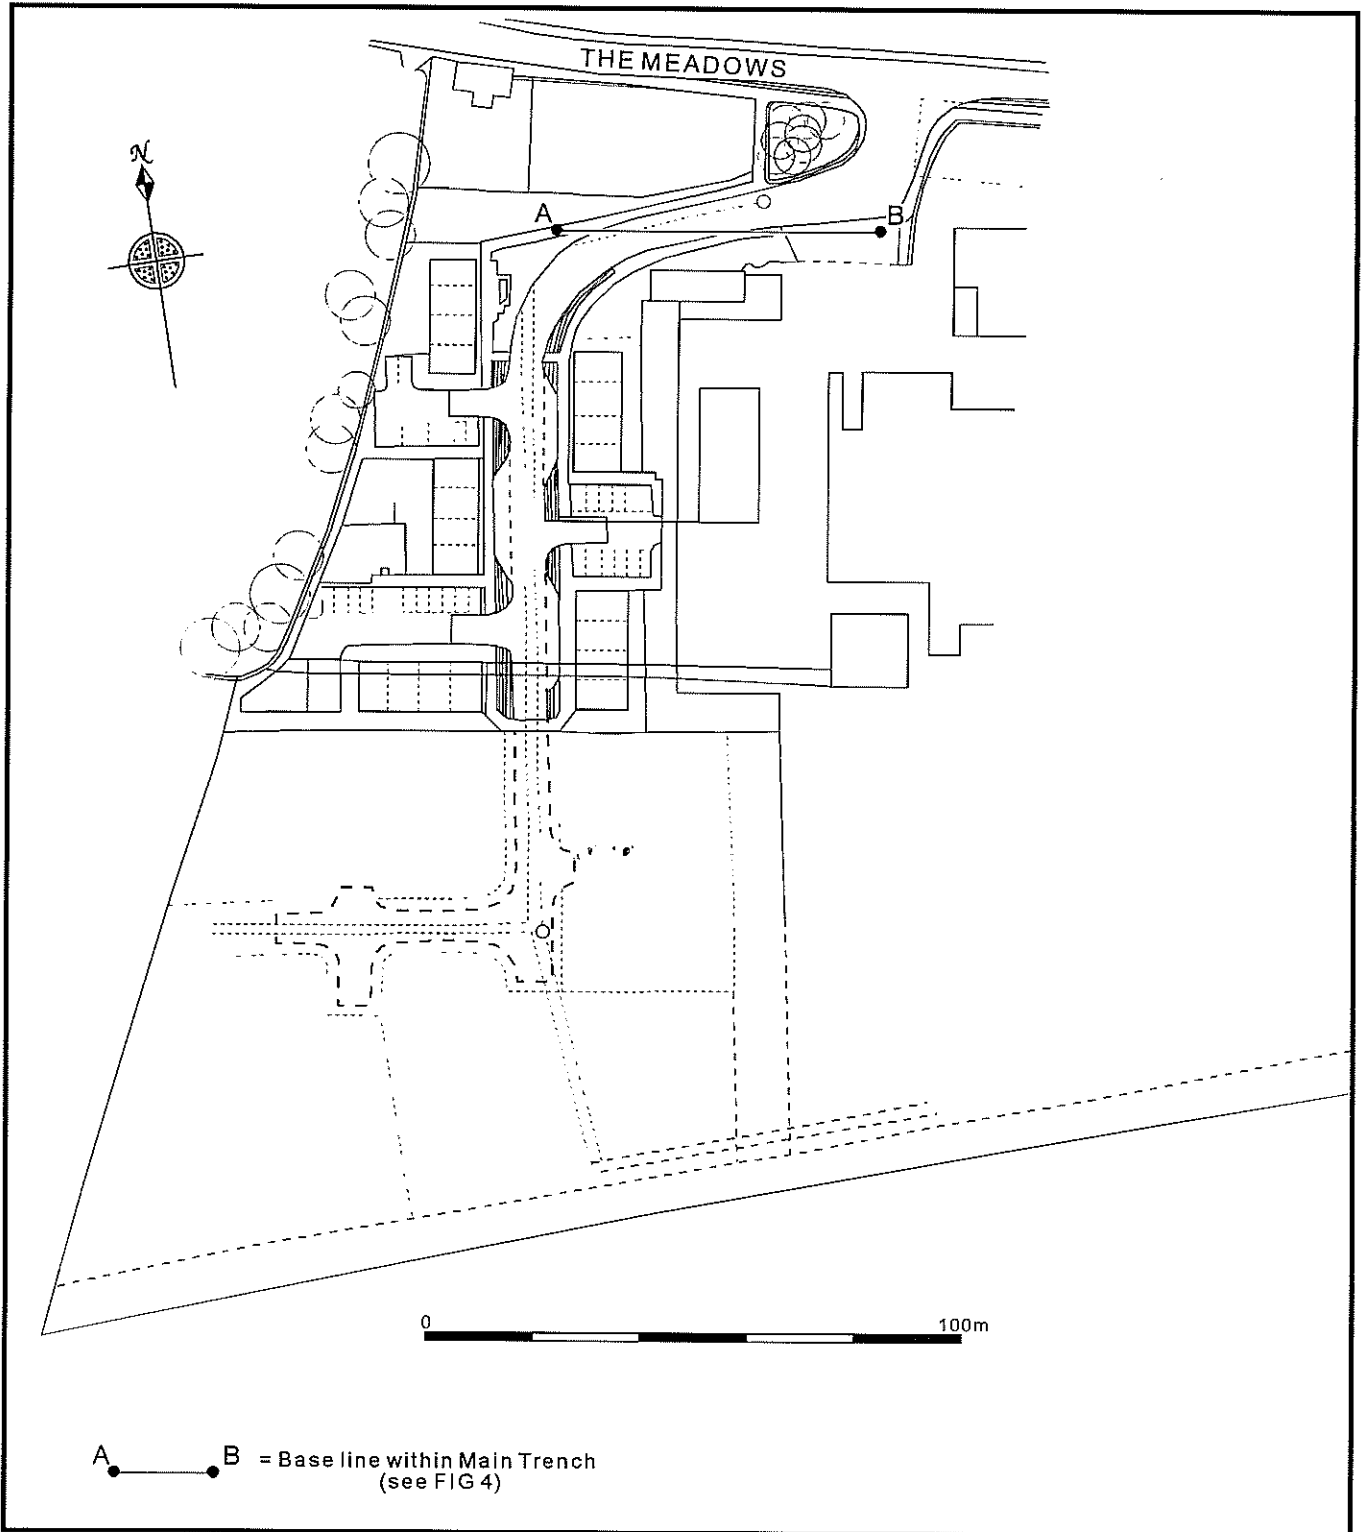 THE MEADOWS
N
A
B
0
100m
A
B
= Base line within Main Trench
(see FIG 4)